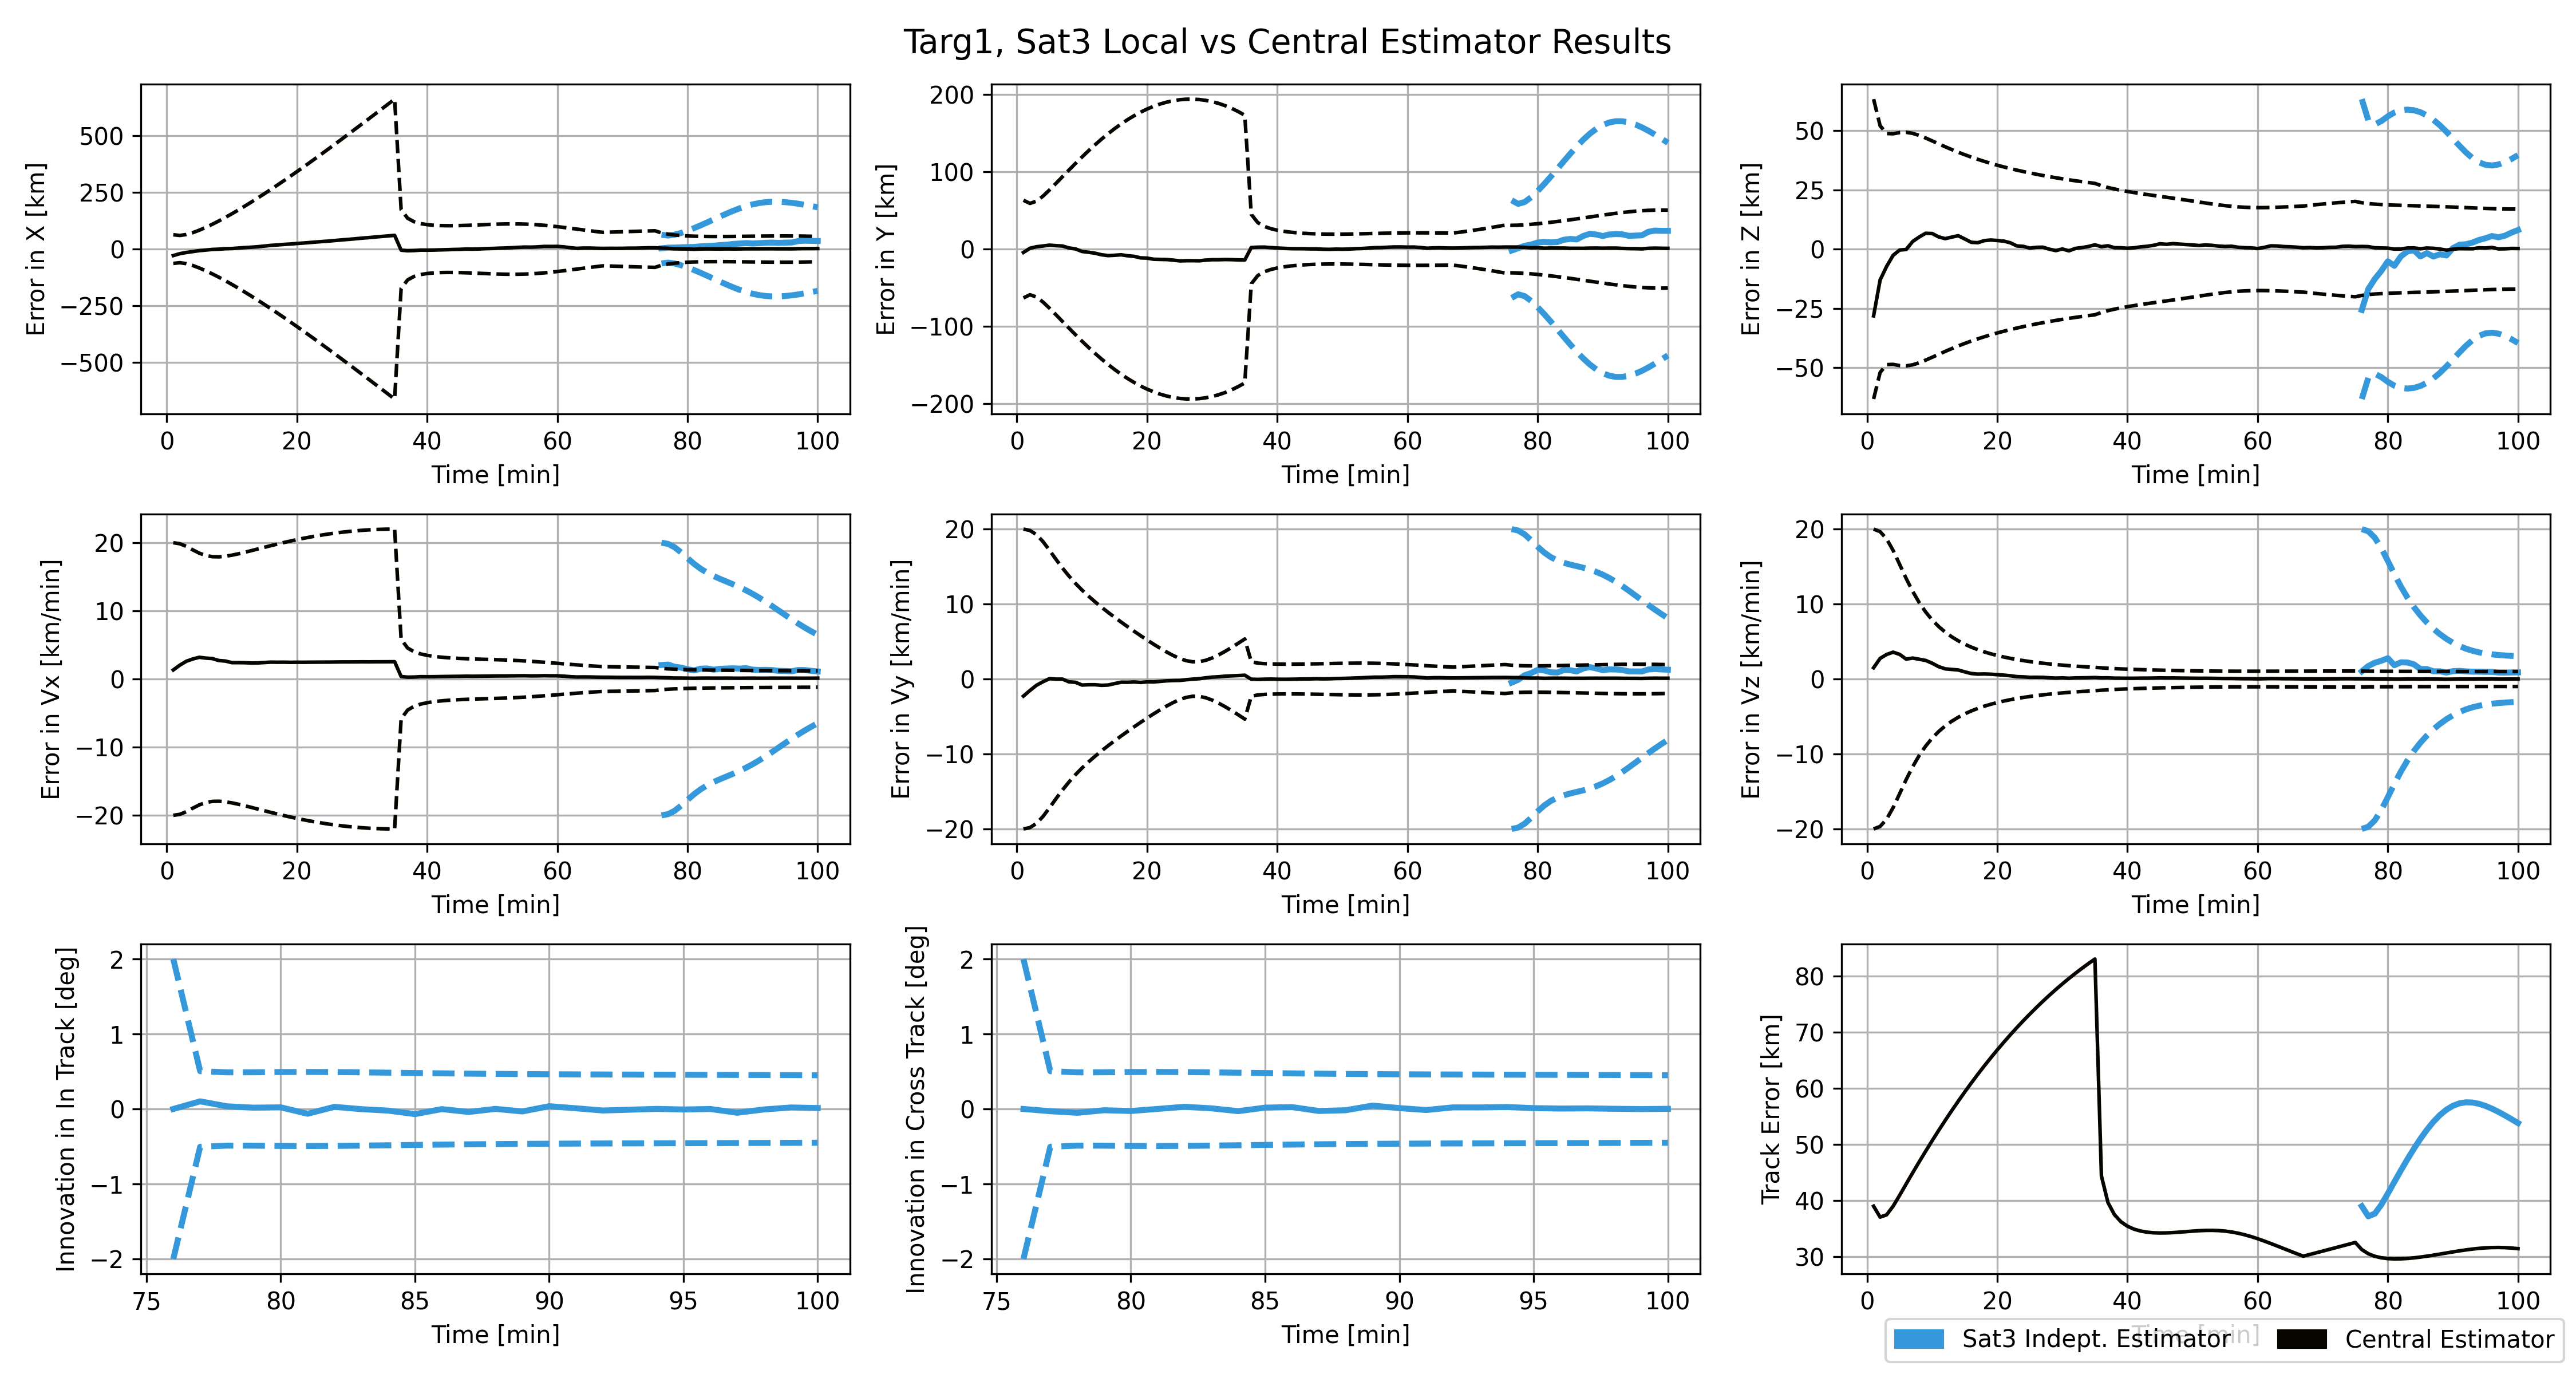 Targ1, Sat3 Local vs Central Estimator Results
Error in X [km]
500
250
0
−250
−500
0 20 40 60 80 100
Time [min]
Error in Y [km]
200
100
0
−100
−200
0 20 40 60 80 100
Time [min]
Error in Z [km]
50
25
0
−25
−50
0 20 40 60 80 100
Time [min]
Error in Vx [km/min]
20
10
0
−10
−20
0 20 40 60 80 100
Time [min]
Error in Vy [km/min]
20
10
0
−10
−20
0 20 40 60 80 100
Time [min]
Error in Vz [km/min]
20
10
0
−10
−20
0 20 40 60 80 100
Time [min]
Innovation in In Track [deg]
2
1
0
−1
−2
75 80 85 90 95 100
Time [min]
Innovation in Cross Track [deg]
2
1
0
−1
−2
75 80 85 90 95 100
Time [min]
Track Error [km]
80
70
60
50
40
30
0 20 40 60 80 100
Time [min]
Sat3 Indept. Estimator
Central Estimator